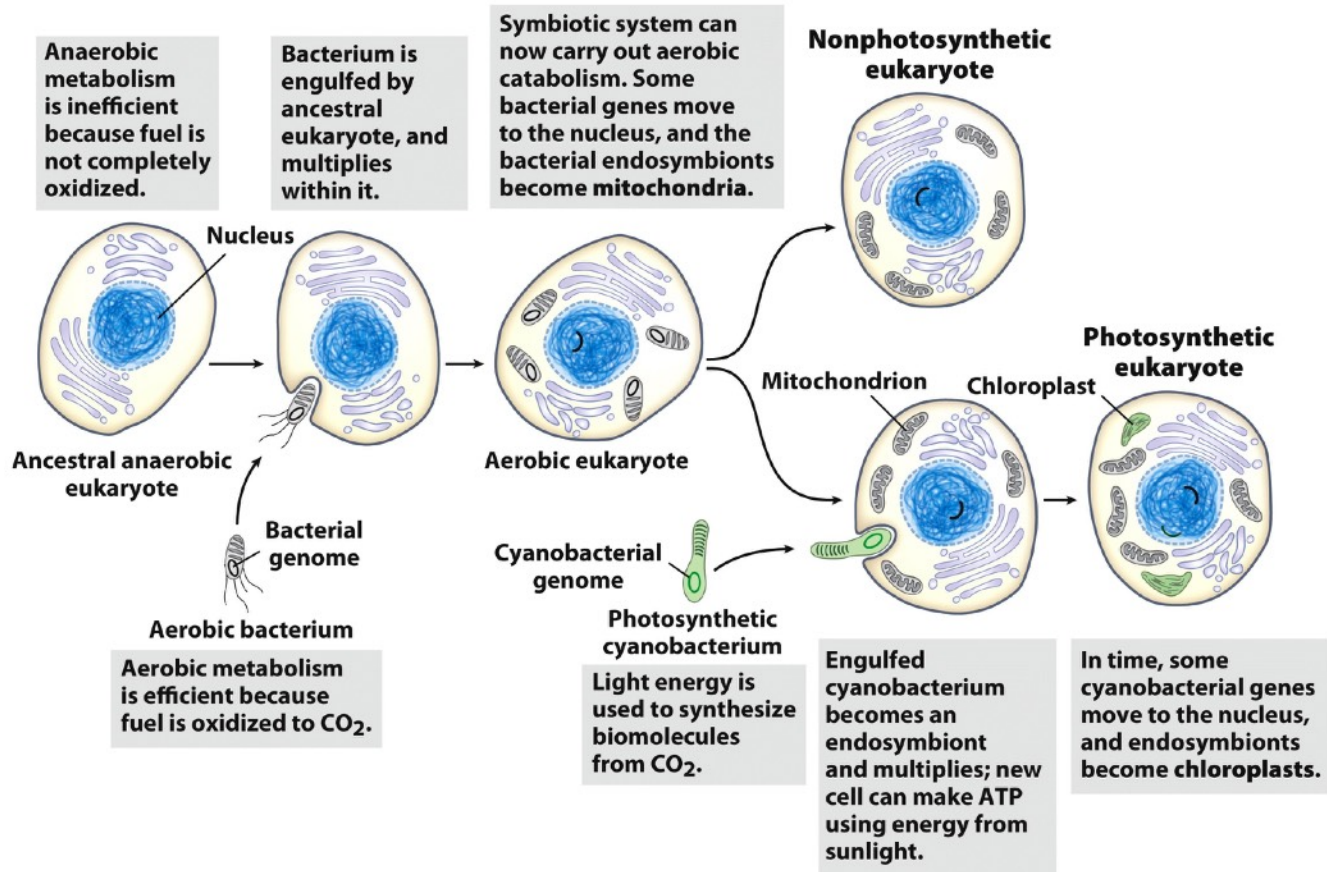 Anaerobic
metabolism
is inefficient
because fuel is
not completely
oxidized.
Bacterium is
engulfed by
ancestral
eukaryote, and
multiplies
within it.
Symbiotic system can
now carry out aerobic
catabolism. Some
bacterial genes move
to the nucleus, and the
bacterial endosymbionts
become mitochondria.
Nonphotosynthetic
eukaryote
Nucleus
Ancestral anaerobic
eukaryote
Aerobic eukaryote
Bacterial
genome
Aerobic bacterium
Aerobic metabolism
is efficient because
fuel is oxidized to CO₂.
Mitochondrion
Photosynthetic
eukaryote
Chloroplast
Cyanobacterial
genome
Photosynthetic
cyanobacterium
Light energy is
used to synthesize
biomolecules
from CO₂.
Engulfed
cyanobacterium
becomes an
endosymbiont
and multiplies; new
cell can make ATP
using energy from
sunlight.
In time, some
cyanobacterial genes
move to the nucleus,
and endosymbionts
become chloroplasts.